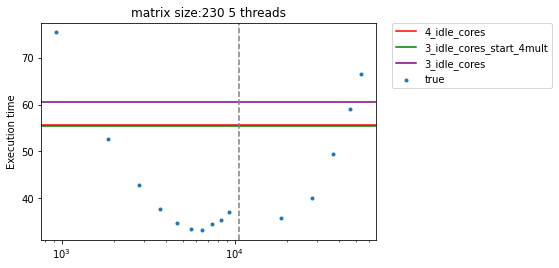 matrix size:230 5 threads
Execution time
70
60
50
40
10³
10⁴
4_idle_cores
3_idle_cores_start_4mult
3_idle_cores
true